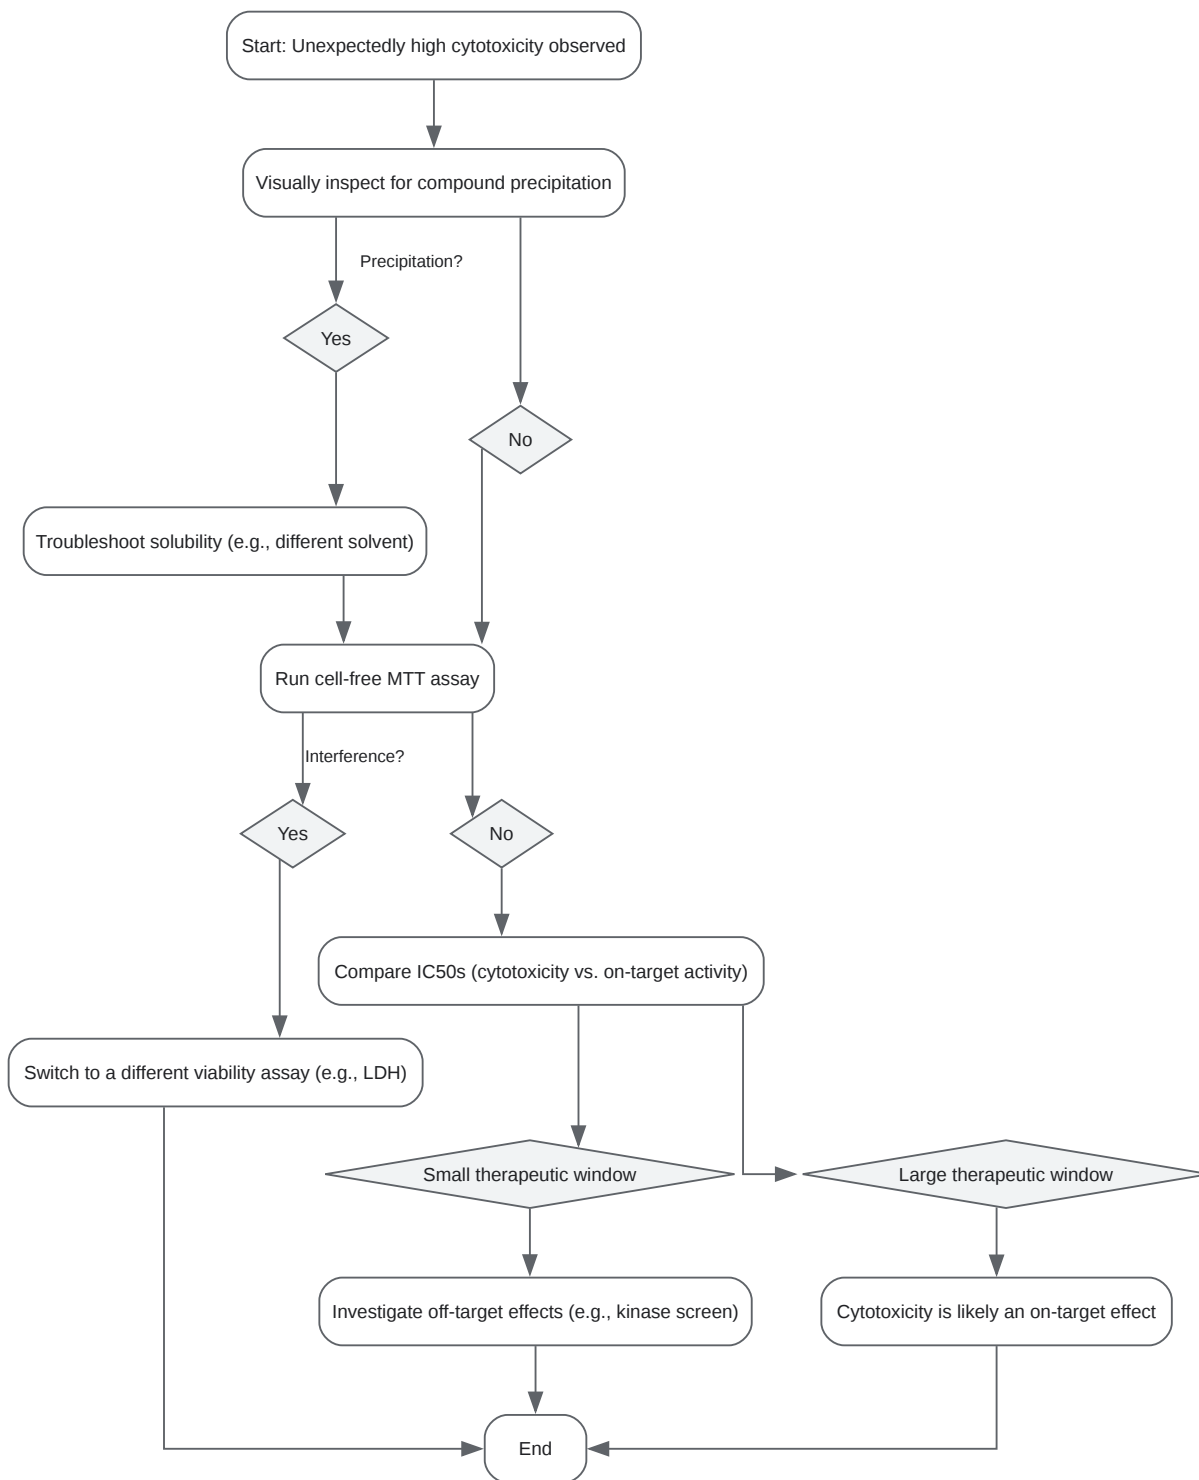 Start: Unexpectedly high cytotoxicity observed
Visually inspect for compound precipitation
Precipitation?
Yes
No
Troubleshoot solubility (e.g., different solvent)
Run cell-free MTT assay
Interference?
Yes
No
Compare IC50s (cytotoxicity vs. on-target activity)
Switch to a different viability assay (e.g., LDH)
Small therapeutic window
Large therapeutic window
Investigate off-target effects (e.g., kinase screen)
Cytotoxicity is likely an on-target effect
End